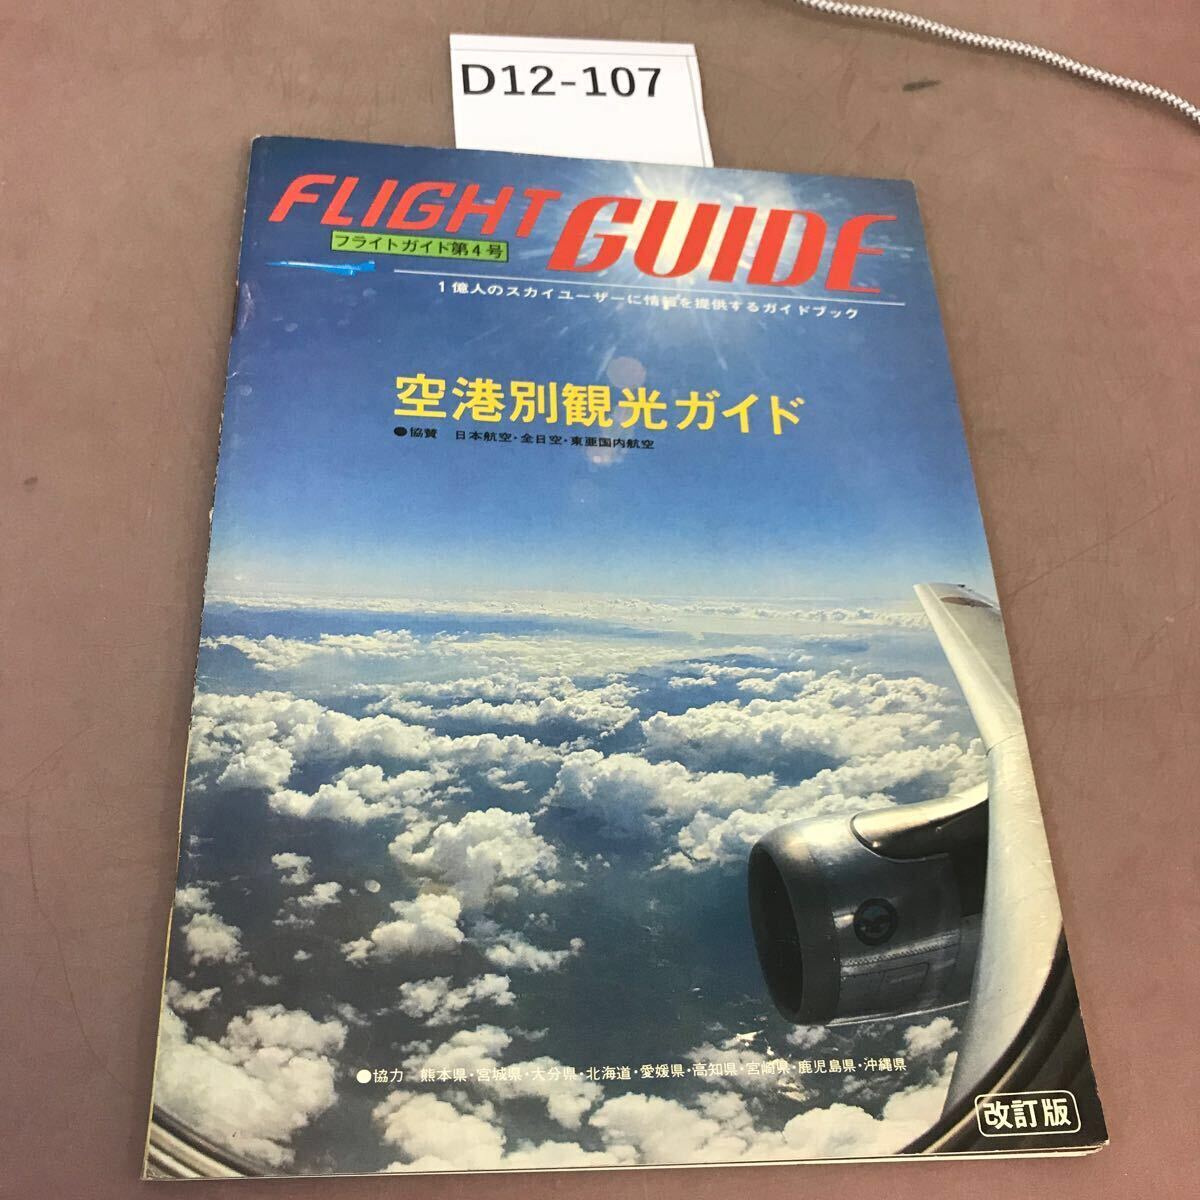 D12-107
FLIGHT GUIDE
フライトガイド第4号
1億人のスカイユーザーに情報を提供するガイドブック
空港別観光ガイド
●協賛 日本航空・全日空・東亜国内航空
●協力 熊本県・宮城県・大分県・北海道・愛媛県・高知県・宮崎県・鹿児島県・沖縄県
改訂版